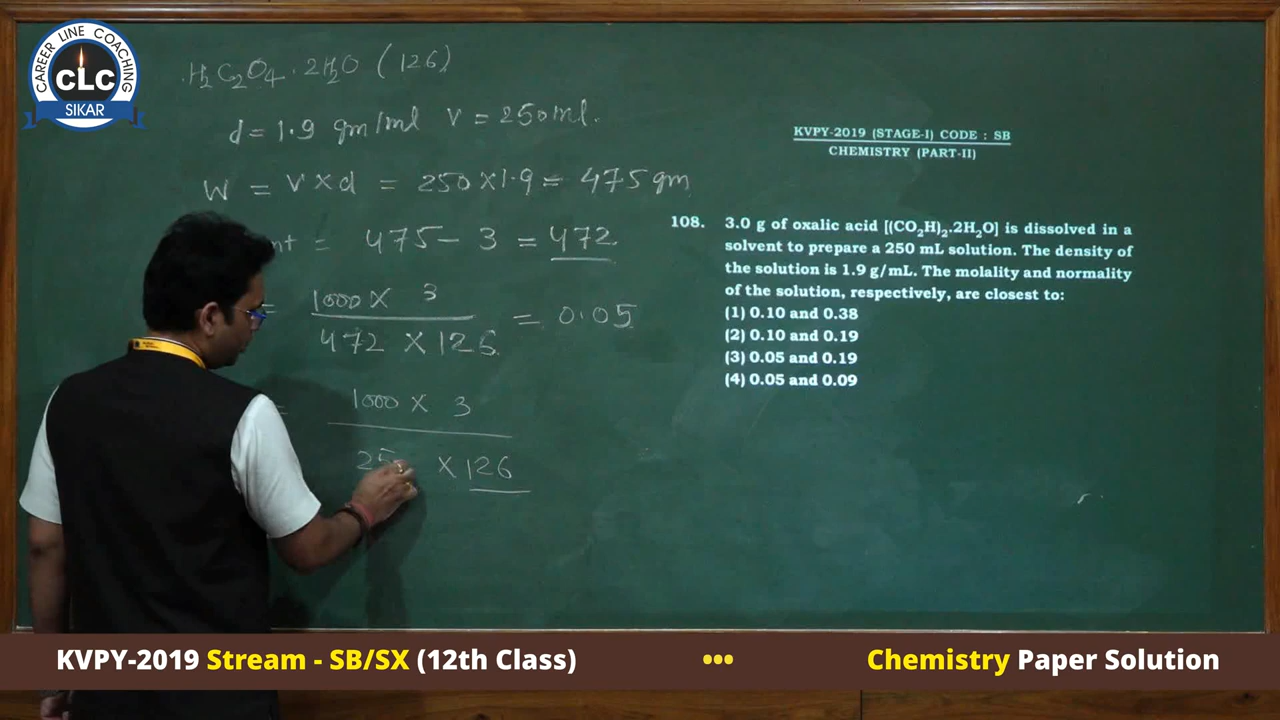 CAREER LINE COACHING
CLC
SIKAR
H₂C₂O₄ · 2H₂O (126)
d = 1.9 gm/ml V = 250ml.
W = V × d = 250 × 1.9 = 475 gm
nt = 475 - 3 = 472
= 1000 × 3
472 × 126
= 0.05
= 1000 × 3
25 × 126
KVPY-2019 (STAGE-I) CODE : SB
CHEMISTRY (PART-II)
108. 3.0 g of oxalic acid [(CO₂H)₂.2H₂O] is dissolved in a
solvent to prepare a 250 mL solution. The density of
the solution is 1.9 g/mL. The molality and normality
of the solution, respectively, are closest to:
(1) 0.10 and 0.38
(2) 0.10 and 0.19
(3) 0.05 and 0.19
(4) 0.05 and 0.09
KVPY-2019 Stream - SB/SX (12th Class) ••• Chemistry Paper Solution